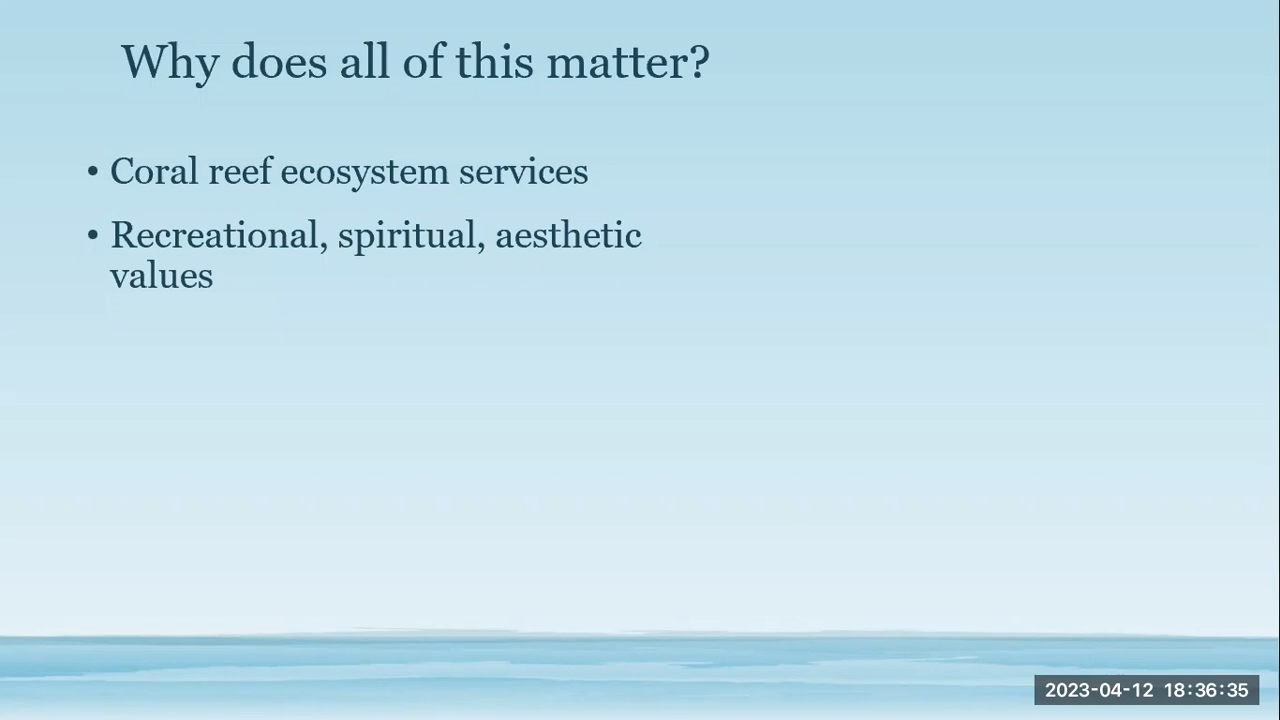 Why does all of this matter?
• Coral reef ecosystem services
• Recreational, spiritual, aesthetic
values
2023-04-12 18:36:35